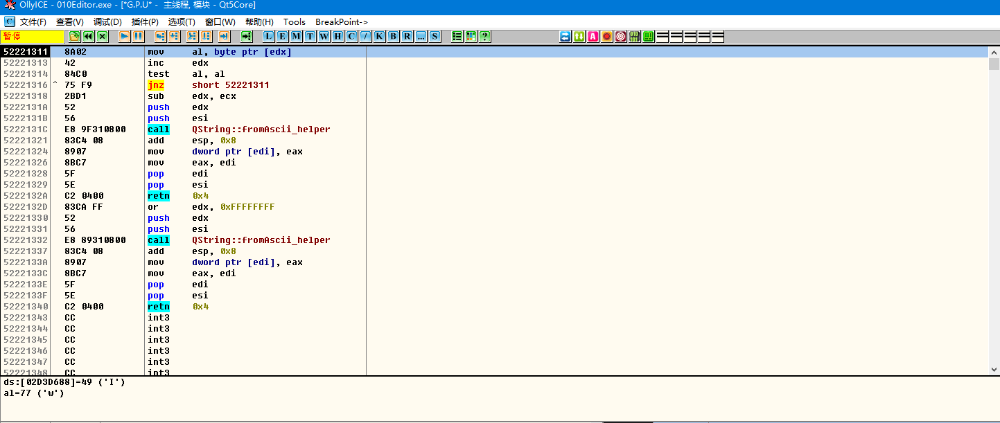 OllyICE - 010Editor.exe - [*G.P.U* - 主线程, 模块 - Qt5Core]
C 文件(F) 查看(V) 调试(D) 插件(P) 选项(T) 窗口(W) 帮助(H) Tools BreakPoint->
暂停 L E M T W H C / K B R ... S ? A
52221311 8A02 mov al, byte ptr [edx]
52221313 42 inc edx
52221314 84C0 test al, al
52221316 ^ 75 F9 jnz short 52221311
52221318 2BD1 sub edx, ecx
5222131A 52 push edx
5222131B 56 push esi
5222131C E8 9F310800 call QString::fromAscii_helper
52221321 83C4 08 add esp, 0x8
52221324 8907 mov dword ptr [edi], eax
52221326 8BC7 mov eax, edi
52221328 5F pop edi
52221329 5E pop esi
5222132A C2 0400 retn 0x4
5222132D 83CA FF or edx, 0xFFFFFFFF
52221330 52 push edx
52221331 56 push esi
52221332 E8 89310800 call QString::fromAscii_helper
52221337 83C4 08 add esp, 0x8
5222133A 8907 mov dword ptr [edi], eax
5222133C 8BC7 mov eax, edi
5222133E 5F pop edi
5222133F 5E pop esi
52221340 C2 0400 retn 0x4
52221343 CC int3
52221344 CC int3
52221345 CC int3
52221346 CC int3
52221347 CC int3
52221348 CC int3
ds:[02D3D688]=49 ('I')
al=77 ('w')